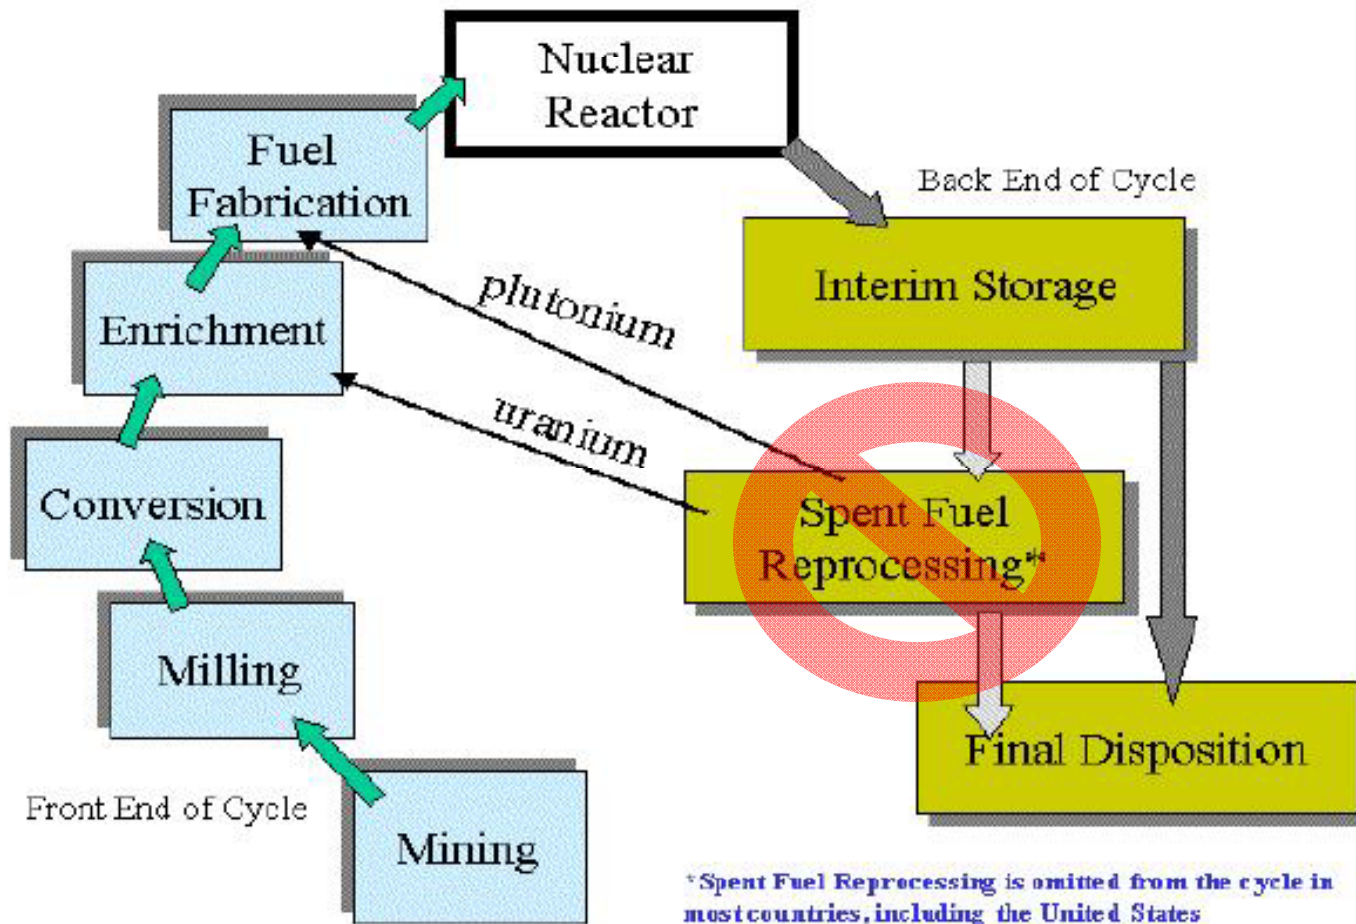 Nuclear
Reactor
Fuel
Fabrication
Back End of Cycle
Interim Storage
Enrichment
plutonium
uranium
Conversion
Spent Fuel
Reprocessing*
Milling
Final Disposition
Front End of Cycle
Mining
*Spent Fuel Reprocessing is omitted from the cycle in
most countries, including the United States